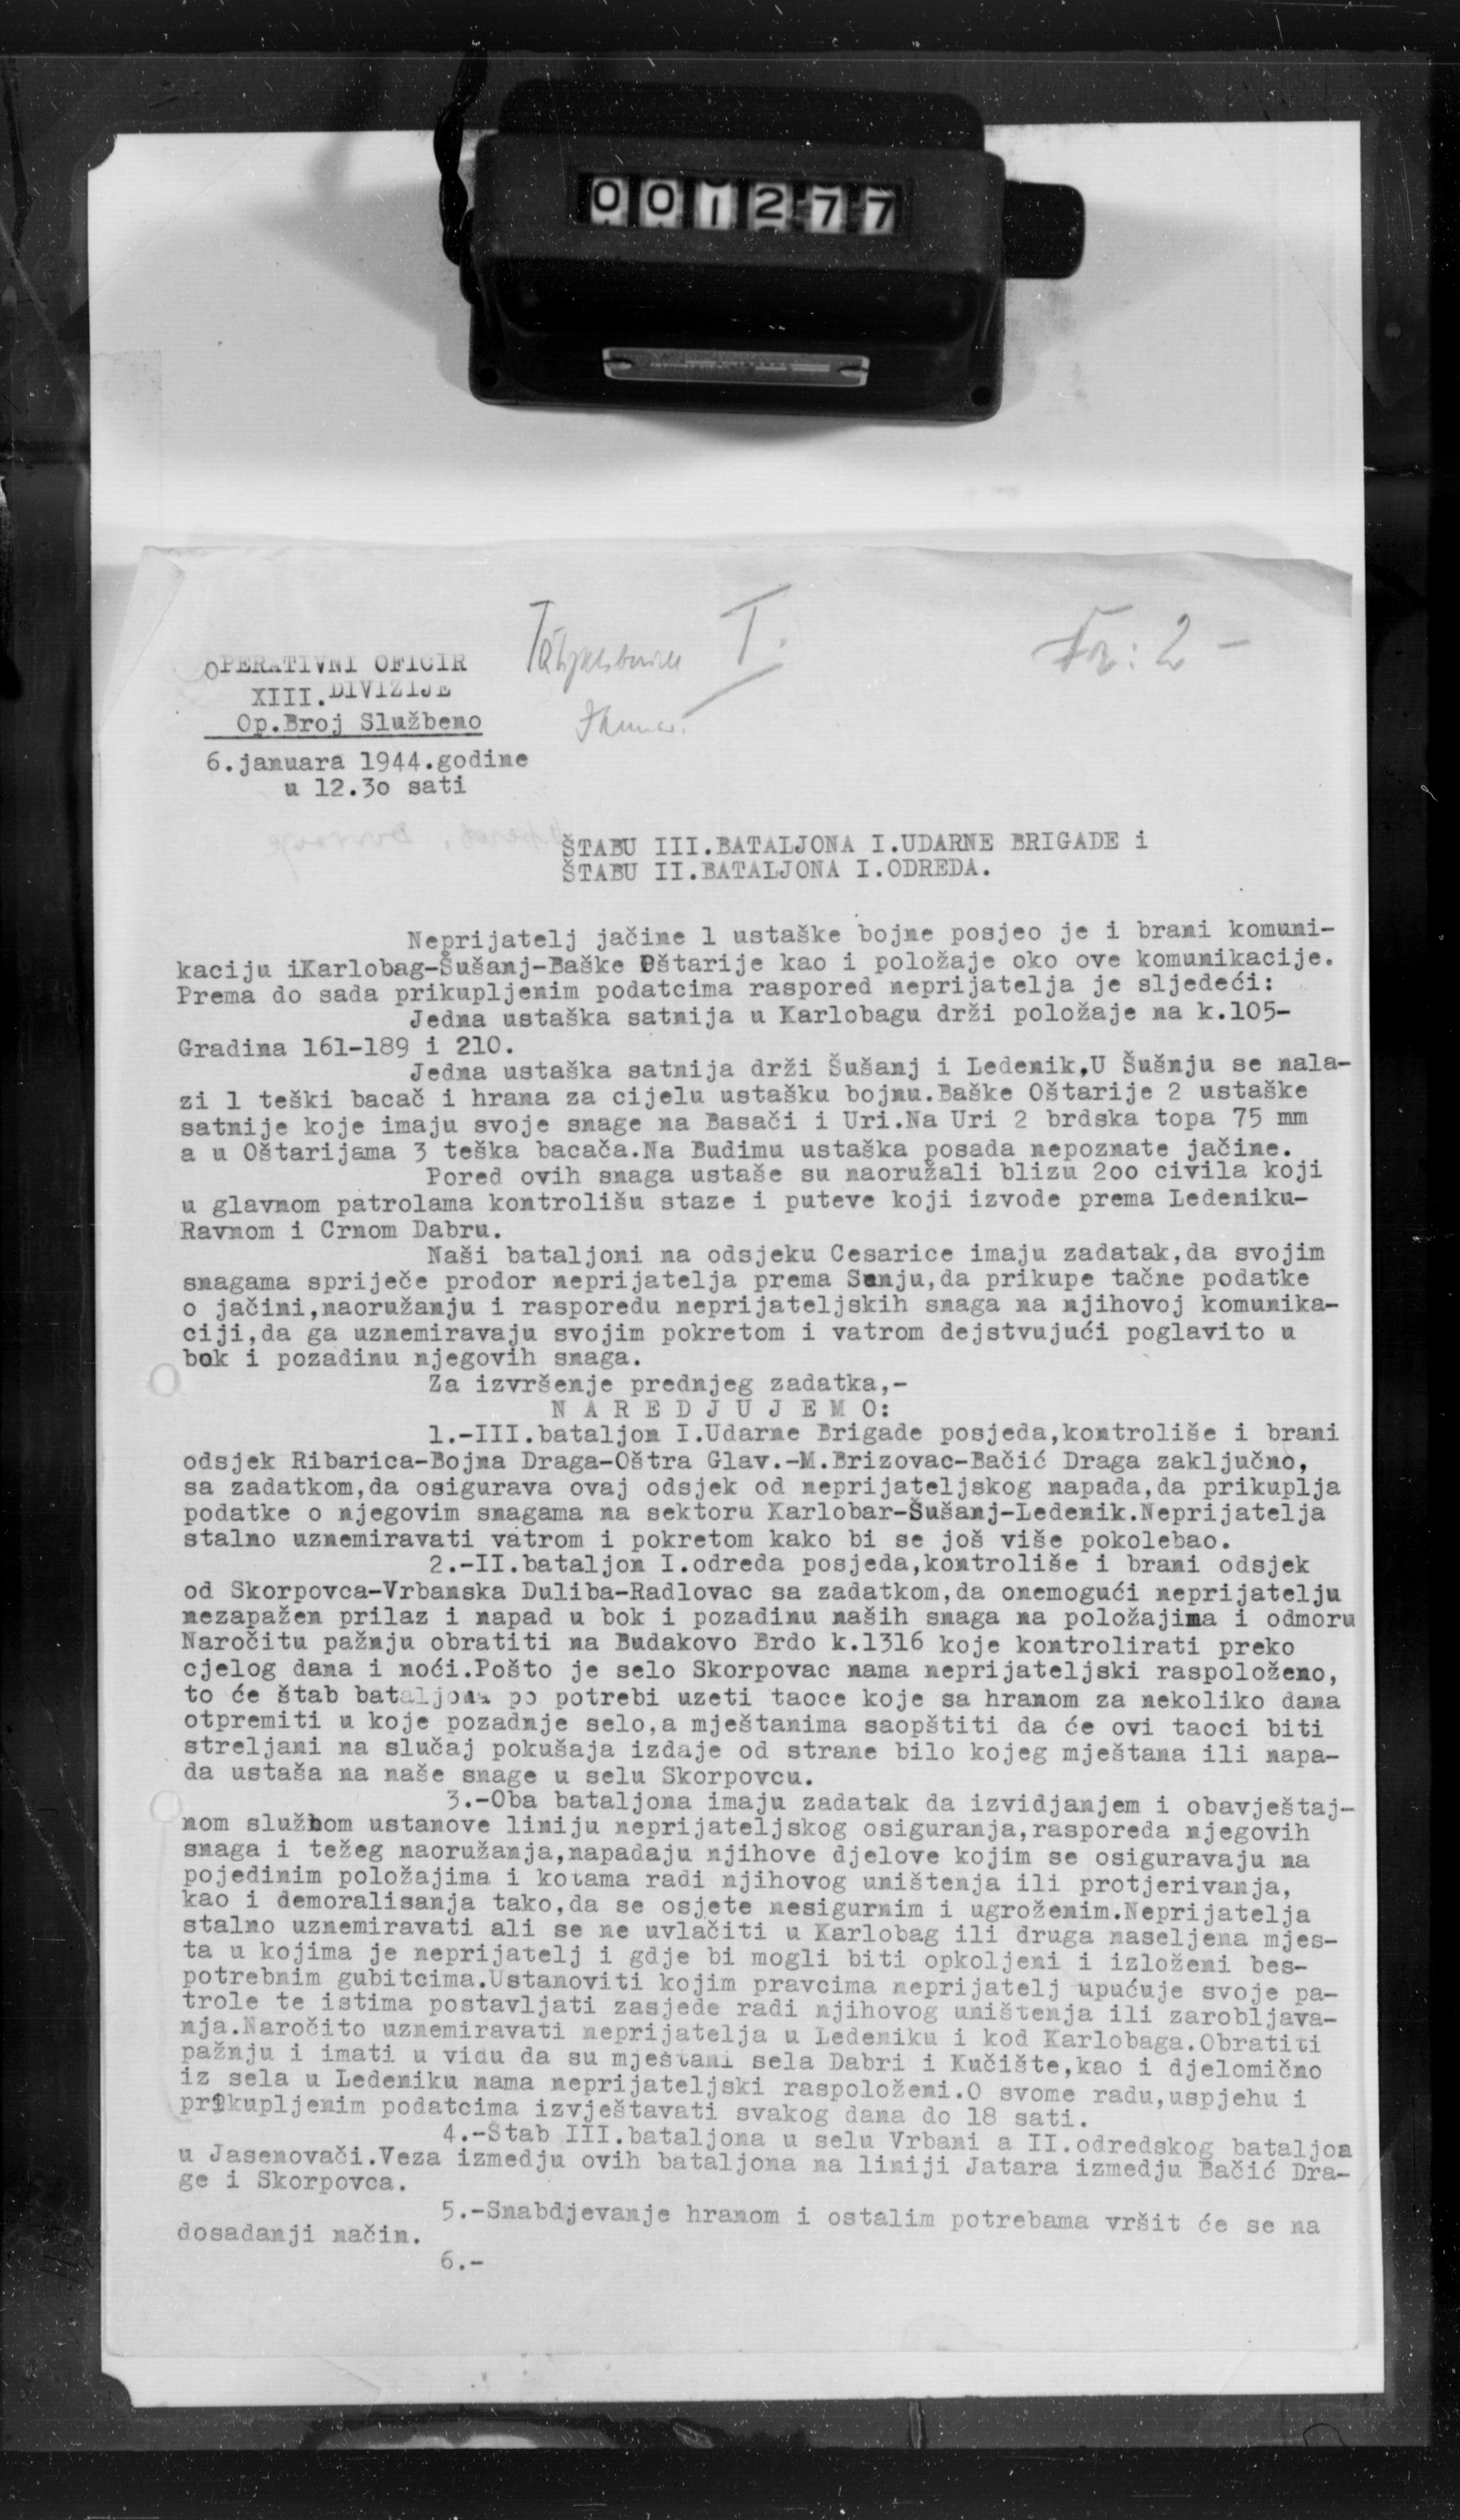 001277
T.
Nr: 2 -
OPERATIVNI OFICIR
XIII. DIVIZIJE
Op.Broj Službeno
6.januara 1944.godine
u 12.3o sati
ŠTABU III.BATALJONA I.UDARNE BRIGADE i
ŠTABU II.BATALJONA I.ODREDA.
Neprijatelj jačine 1 ustaške bojne posjeo je i brani komuni-
kaciju iKarlobag-Šušanj-Baške Oštarije kao i položaje oko ove komunikacije.
Prema do sada prikupljenim podatcima raspored neprijatelja je sljedeći:
Jedna ustaška satnija u Karlobagu drži položaje na k.105-
Gradina 161-189 i 210.
Jedna ustaška satnija drži Šušanj i Ledenik.U Šušnju se nala-
zi 1 teški bacač i hrana za cijelu ustašku bojnu.Baške Oštarije 2 ustaške
satnije koje imaju svoje snage na Basači i Uri.Na Uri 2 brdska topa 75 mm
a u Oštarijama 3 teška bacača.Na Budimu ustaška posada nepoznate jačine.
Pored ovih snaga ustaše su naoružali blizu 2oo civila koji
u glavnom patrolama kontrolišu staze i puteve koji izvode prema Ledeniku-
Ravnom i Crnom Dabru.
Naši bataljoni na odsjeku Cesarice imaju zadatak,da svojim
snagama spriječe prodor neprijatelja prema Senju,da prikupe tačne podatke
o jačini,naoružanju i rasporedu neprijateljskih snaga na njihovoj komunika-
ciji,da ga uznemiravaju svojim pokretom i vatrom dejstvujući poglavito u
bok i pozadinu njegovih snaga.
Za izvršenje prednjeg zadatka,-
N A R E D J U J E M O:
1.-III.bataljon I.Udarne Brigade posjeda,kontroliše i brani
odsjek Ribarica-Bojna Draga-Oštra Glav.-M.Brizovac-Bačić Draga zaključno,
sa zadatkom,da osigurava ovaj odsjek od neprijateljskog napada,da prikuplja
podatke o njegovim snagama na sektoru Karlobar-Šušanj-Ledenik.Neprijatelja
stalno uznemiravati vatrom i pokretom kako bi se još više pokolebao.
2.-II.bataljon I.odreda posjeda,kontroliše i brani odsjek
od Skorpovca-Vrbanska Duliba-Radlovac sa zadatkom,da onemogući neprijatelju
nezapažen prilaz i napad u bok i pozadinu naših snaga na položajima i odmoru
Naročitu pažnju obratiti na Budakovo Brdo k.1316 koje kontrolirati preko
cjelog dana i noći.Pošto je selo Skorpovac nama neprijateljski raspoloženo,
to će štab bataljona po potrebi uzeti taoce koje sa hranom za nekoliko dana
otpremiti u koje pozadnje selo,a mještanima saopštiti da će ovi taoci biti
streljani na slučaj pokušaja izdaje od strane bilo kojeg mještana ili napa-
da ustaša na naše snage u selu Skorpovcu.
3.-Oba bataljona imaju zadatak da izvidjanjem i obavještaj-
nom službom ustanove liniju neprijateljskog osiguranja,rasporeda njegovih
snaga i težeg naoružanja,napadaju njihove djelove kojim se osiguravaju na
pojedinim položajima i kotama radi njihovog uništenja ili protjerivanja,
kao i demoralisanja tako,da se osjete nesigurnim i ugroženim.Neprijatelja
stalno uznemiravati ali se ne uvlačiti u Karlobag ili druga naseljena mjes-
ta u kojima je neprijatelj i gdje bi mogli biti opkoljeni i izloženi bes-
potrebnim gubitcima.Ustanoviti kojim pravcima neprijatelj upućuje svoje pa-
trole te istima postavljati zasjede radi njihovog uništenja ili zarobljava-
nja.Naročito uznemiravati neprijatelja u Ledeniku i kod Karlobaga.Obratiti
pažnju i imati u vidu da su mještani sela Dabri i Kučište,kao i djelomično
iz sela u Ledeniku nama neprijateljski raspoloženi.O svome radu,uspjehu i
prikupljenim podatcima izvještavati svakog dana do 18 sati.
4.-Štab III.bataljona u selu Vrbani a II.odredskog bataljoa
u Jasenovači.Veza izmedju ovih bataljona na liniji Jatara izmedju Bačić Dra-
ge i Skorpovca.
5.-Snabdjevanje hranom i ostalim potrebama vršit će se na
dosadanji način.
6.-